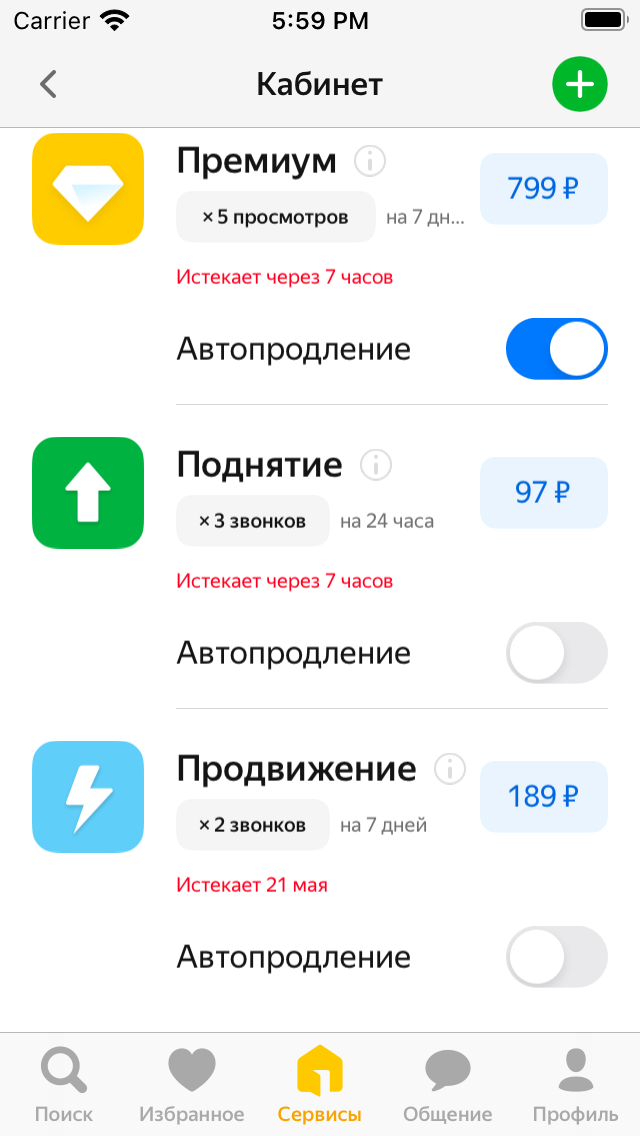 Carrier 5:59 PM
Кабинет
Премиум
799 ₽
×5 просмотров на 7 дн...
Истекает через 7 часов
Автопродление
Поднятие
97 ₽
×3 звонков на 24 часа
Истекает через 7 часов
Автопродление
Продвижение
189 ₽
×2 звонков на 7 дней
Истекает 21 мая
Автопродление
Поиск Избранное Сервисы Общение Профиль